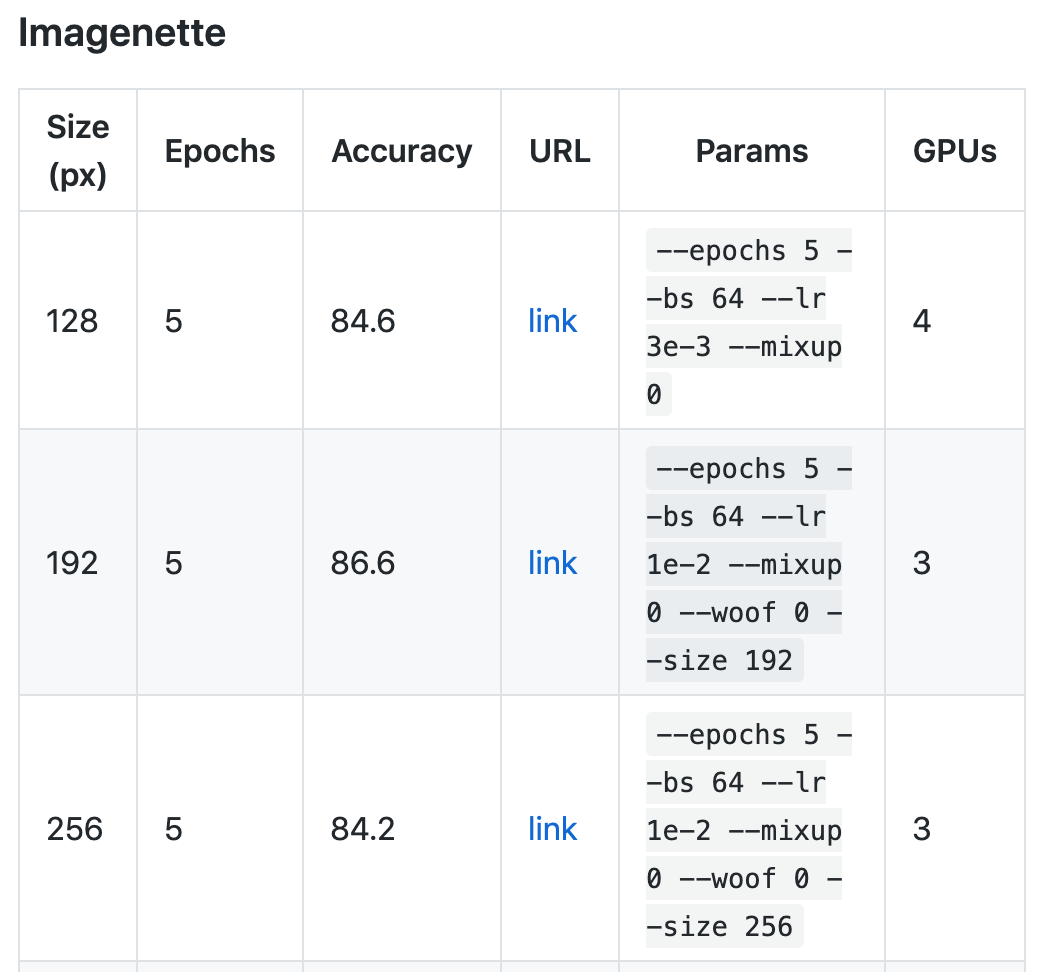 Imagenette
Size (px) Epochs Accuracy URL Params GPUs
128 5 84.6 link --epochs 5 --bs 64 --lr 3e-3 --mixup 0 4
192 5 86.6 link --epochs 5 --bs 64 --lr 1e-2 --mixup 0 --woof 0 --size 192 3
256 5 84.2 link --epochs 5 --bs 64 --lr 1e-2 --mixup 0 --woof 0 --size 256 3